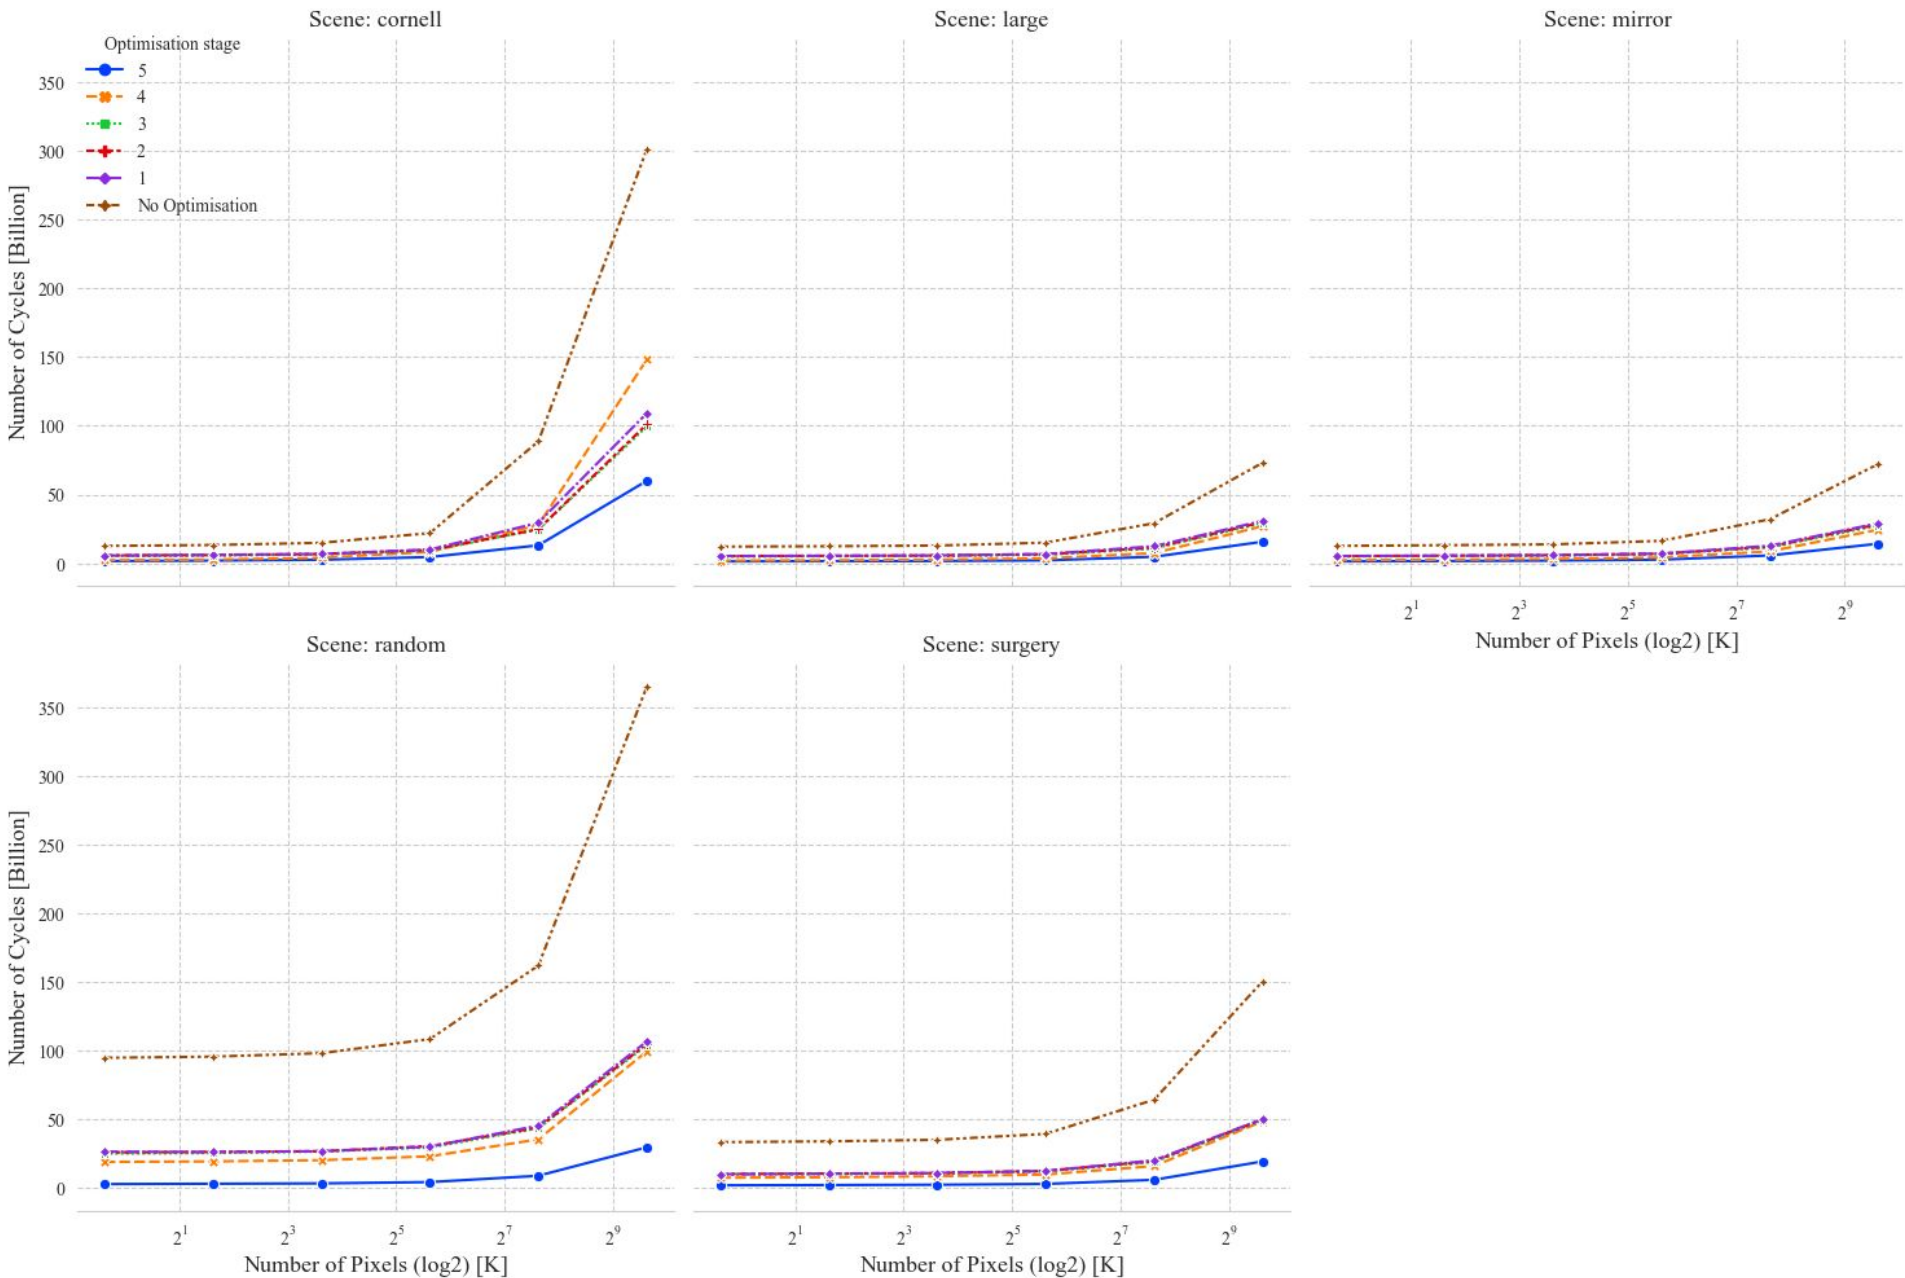 Scene: cornell
Scene: large
Scene: mirror
Optimisation stage
5
4
3
2
1
No Optimisation
Number of Cycles [Billion]
350
300
250
200
150
100
50
0
2^1 2^3 2^5 2^7 2^9
Number of Pixels (log2) [K]
Scene: random
Scene: surgery
Number of Cycles [Billion]
350
300
250
200
150
100
50
0
2^1 2^3 2^5 2^7 2^9
Number of Pixels (log2) [K]
2^1 2^3 2^5 2^7 2^9
Number of Pixels (log2) [K]